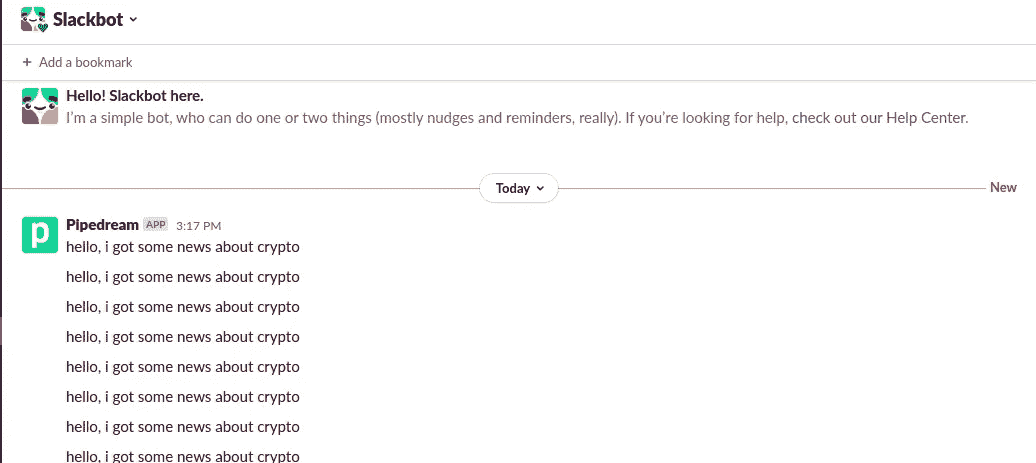 Slackbot
+ Add a bookmark
Hello! Slackbot here.
I'm a simple bot, who can do one or two things (mostly nudges and reminders, really). If you're looking for help, check out our Help Center.
Today
New
Pipedream APP 3:17 PM
hello, i got some news about crypto
hello, i got some news about crypto
hello, i got some news about crypto
hello, i got some news about crypto
hello, i got some news about crypto
hello, i got some news about crypto
hello, i got some news about crypto
hello, i got some news about crypto